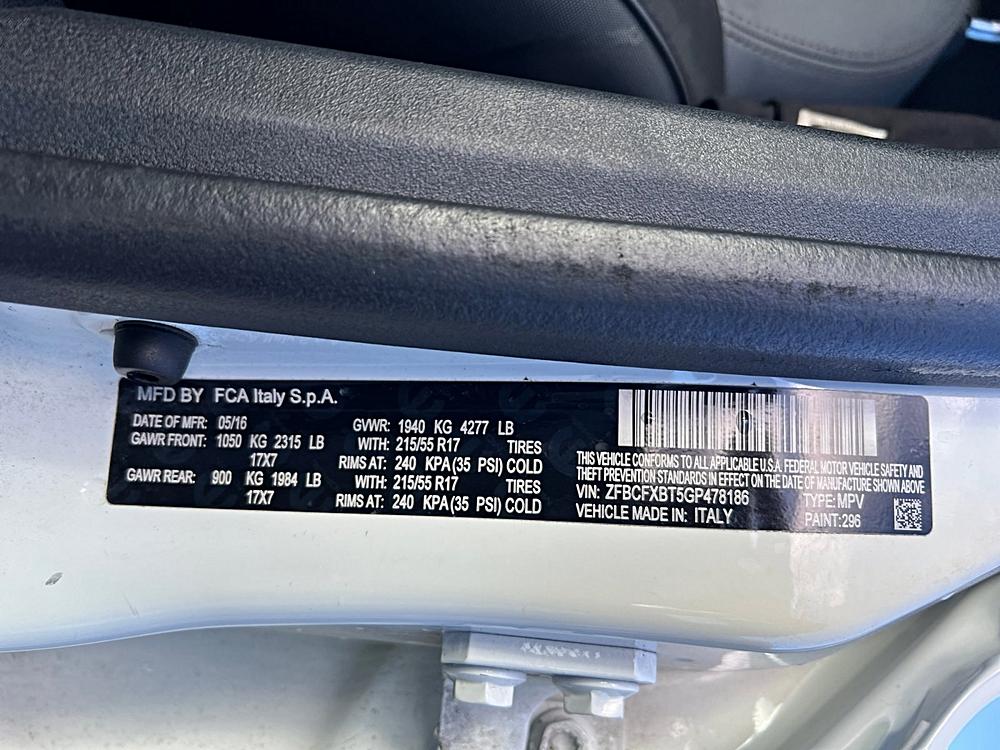 MFD BY FCA Italy S.p.A.
DATE OF MFR: 05/16
GAWR FRONT: 1050 KG 2315 LB
17X7
GAWR REAR: 900 KG 1984 LB
17X7
GVWR: 1940 KG 4277 LB
WITH: 215/55 R17 TIRES
RIMS AT: 240 KPA(35 PSI) COLD
WITH: 215/55 R17 TIRES
RIMS AT: 240 KPA(35 PSI) COLD
THIS VEHICLE CONFORMS TO ALL APPLICABLE U.S.A. FEDERAL MOTOR VEHICLE SAFETY AND
THEFT PREVENTION STANDARDS IN EFFECT ON THE DATE OF MANUFACTURE SHOWN ABOVE
VIN: ZFBCFXBT5GP478186 TYPE: MPV
VEHICLE MADE IN: ITALY PAINT:296